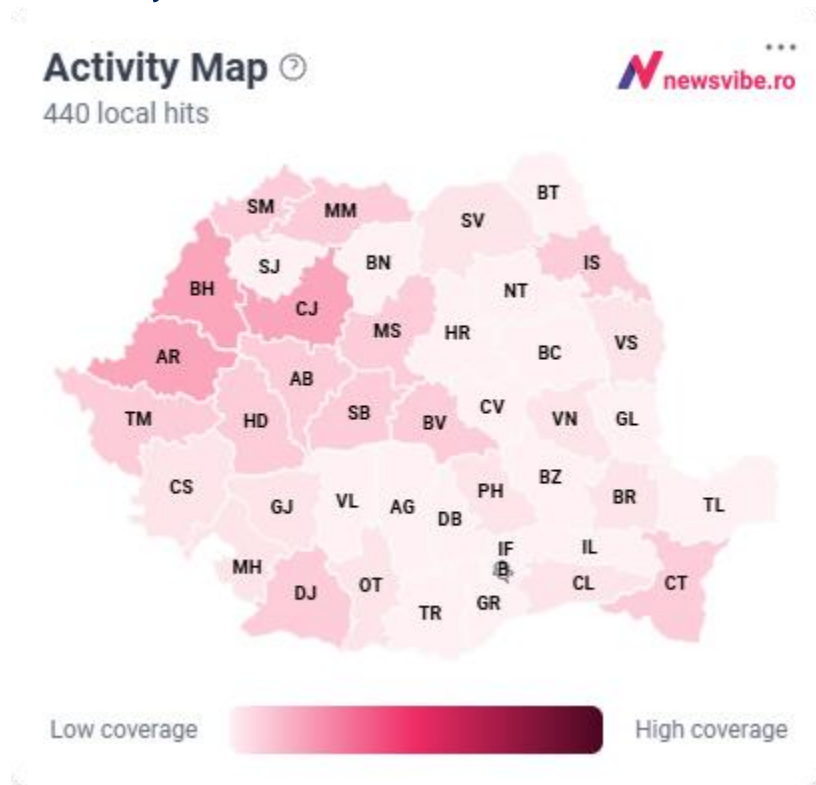 Activity Map ?
newsvibe.ro
440 local hits
BT
SM
MM
SV
SJ
BN
IS
BH
NT
CJ
MS
HR
VS
AR
BC
AB
TM
HD
SB
BV
CV
VN
GL
CS
PH
BZ
BR
GJ
VL
AG
DB
TL
IF
IL
MH
B
DJ
OT
CL
CT
TR
GR
Low coverage
High coverage